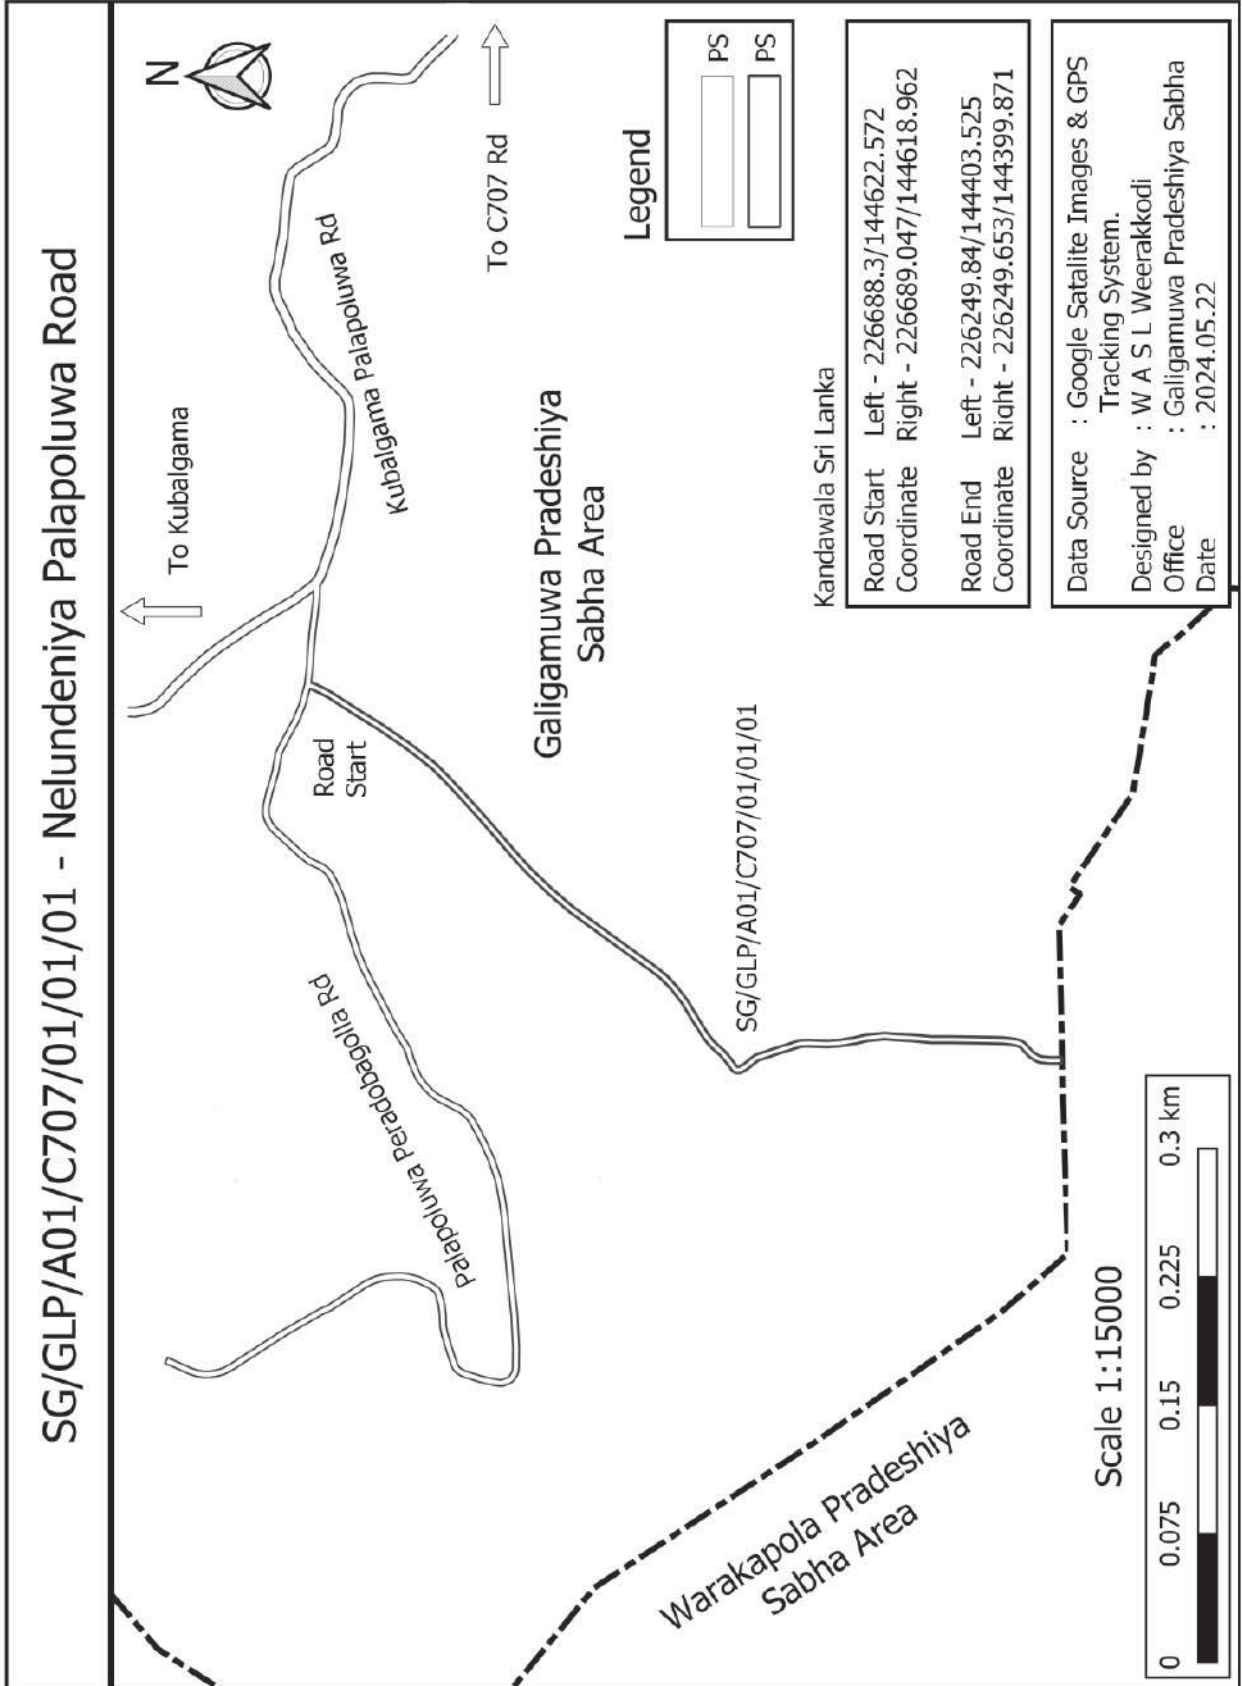 SG/GLP/A01/C707/01/01/01 - Nelundeniya Palapoluwa Road
N
To Kubalgama
Kubalgama Palapoluwa Rd
To C707 Rd
Road
Start
Palapoluwa Peradobagolla Rd
Galigamuwa Pradeshiya
Sabha Area
SG/GLP/A01/C707/01/01/01
Warakapola Pradeshiya
Sabha Area
Legend
PS
PS
Kandawala Sri Lanka
Road Start Left - 226688.3/144622.572
Coordinate Right - 226689.047/144618.962
Road End Left - 226249.84/144403.525
Coordinate Right - 226249.653/144399.871
Data Source : Google Satalite Images & GPS
Tracking System.
Designed by : W A S L Weerakkodi
Office : Galigamuwa Pradeshiya Sabha
Date : 2024.05.22
Scale 1:15000
0 0.075 0.15 0.225 0.3 km